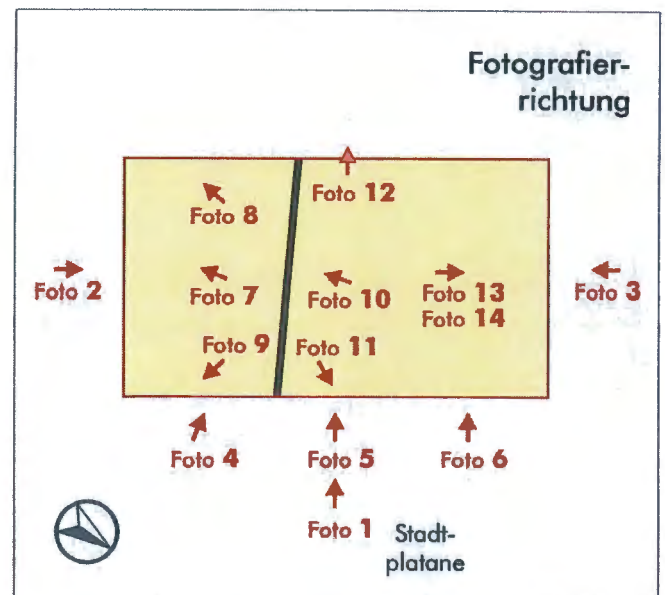 Fotografier-
richtung
Foto 12
Foto 8
Foto 2
Foto 7
Foto 10
Foto 13
Foto 14
Foto 3
Foto 9
Foto 11
Foto 4
Foto 5
Foto 6
Foto 1
Stadt-
platane